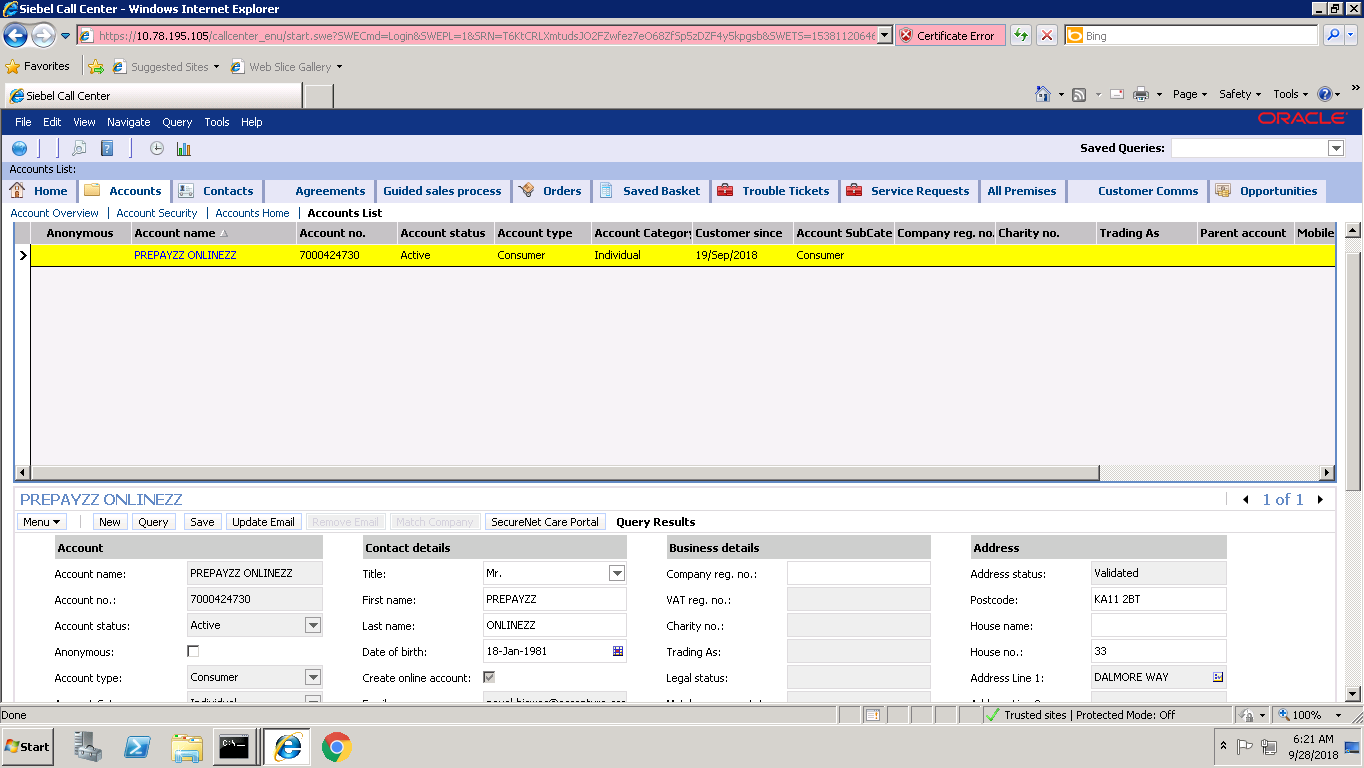 Siebel Call Center - Windows Internet Explorer
https://10.78.195.105/callcenter_enu/start.swe?SWECmd=Login&SWEPL=1&SRN= Certificate Error Bing
Favorites Suggested Sites Web Slice Gallery
Siebel Call Center Page Safety Tools
File Edit View Navigate Query Tools Help ORACLE
Saved Queries:
Accounts List:
Home Accounts Contacts Agreements Guided sales process Orders Saved Basket Trouble Tickets Service Requests All Premises Customer Comms Opportunities
Account Overview | Account Security | Accounts Home | Accounts List
Anonymous Account name Account no. Account status Account type Account Category Customer since Account SubCate Company reg. no. Charity no. Trading As Parent account Mobile
PREPAYZZ ONLINEZZ 7000424730 Active Consumer Individual 19/Sep/2018 Consumer
PREPAYZZ ONLINEZZ 1 of 1
Menu New Query Save Update Email Remove Email Match Company SecureNet Care Portal Query Results
Account Contact details Business details Address
Account name: PREPAYZZ ONLINEZZ Title: Mr. Company reg. no.: Address status: Validated
Account no.: 7000424730 First name: PREPAYZZ VAT reg. no.: Postcode: KA11 2BT
Account status: Active Last name: ONLINEZZ Charity no.: House name:
Anonymous: Date of birth: 18-Jan-1981 Trading As: House no.: 33
Account type: Consumer Create online account: Legal status: Address Line 1: DALMORE WAY
Done Trusted sites | Protected Mode: Off 100%
Start C:\ 6:21 AM
9/28/2018